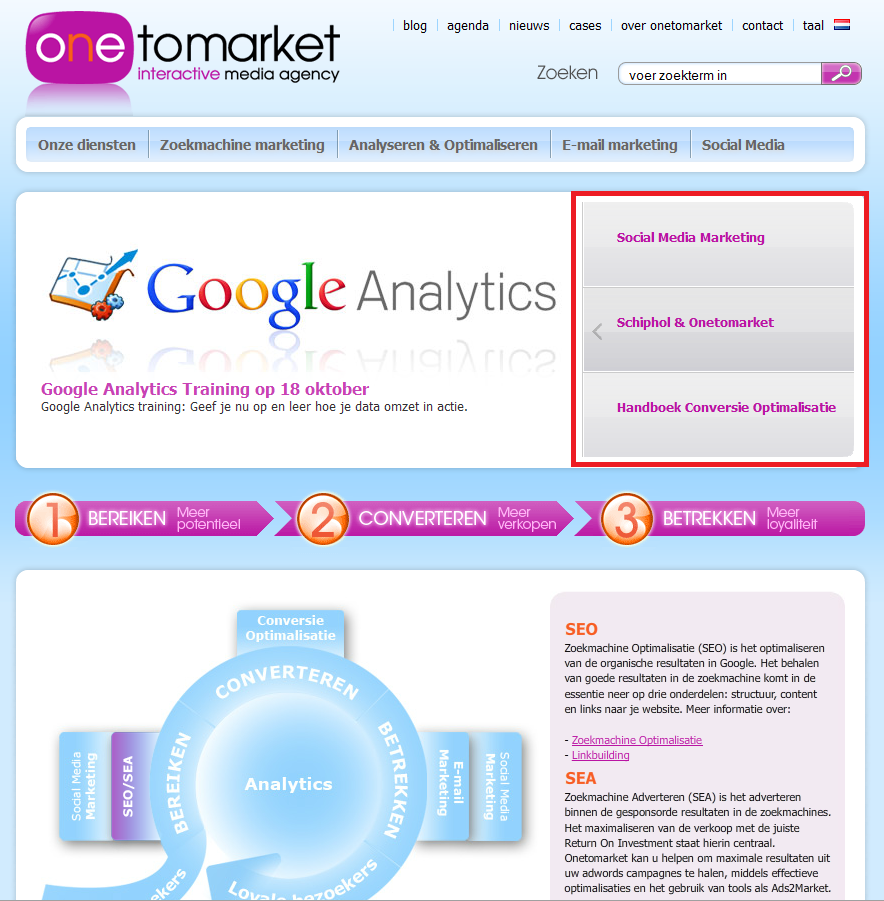 onetomarket
interactive media agency
blog
agenda
nieuws
cases
over onetomarket
contact
taal
Zoeken
voer zoekterm in
Onze diensten
Zoekmachine marketing
Analyseren & Optimaliseren
E-mail marketing
Social Media
Google Analytics
Google Analytics Training op 18 oktober
Google Analytics training: Geef je nu op en leer hoe je data omzet in actie.
Social Media Marketing
Schiphol & Onetomarket
Handboek Conversie Optimalisatie
1 BEREIKEN
Meer
potentieel
2 CONVERTEREN
Meer
verkopen
3 BETREKKEN
Meer
loyaliteit
Conversie
Optimalisatie
CONVERTEREN
BEREIKEN
BETREKKEN
Analytics
Social Media
Marketing
SEO/SEA
E-mail
Marketing
Social Media
Marketing
Loyale bezoekers
SEO
Zoekmachine Optimalisatie (SEO) is het optimaliseren
van de organische resultaten in Google. Het behalen
van goede resultaten in de zoekmachine komt in de
essentie neer op drie onderdelen: structuur, content
en links naar je website. Meer informatie over:
- Zoekmachine Optimalisatie
- Linkbuilding
SEA
Zoekmachine Adverteren (SEA) is het adverteren
binnen de gesponsorde resultaten in de zoekmachines.
Het maximaliseren van de verkoop met de juiste
Return On Investment staat hierin centraal.
Onetomarket kan u helpen om maximale resultaten uit
uw adwords campagnes te halen, middels effectieve
optimalisaties en het gebruik van tools als Ads2Market.